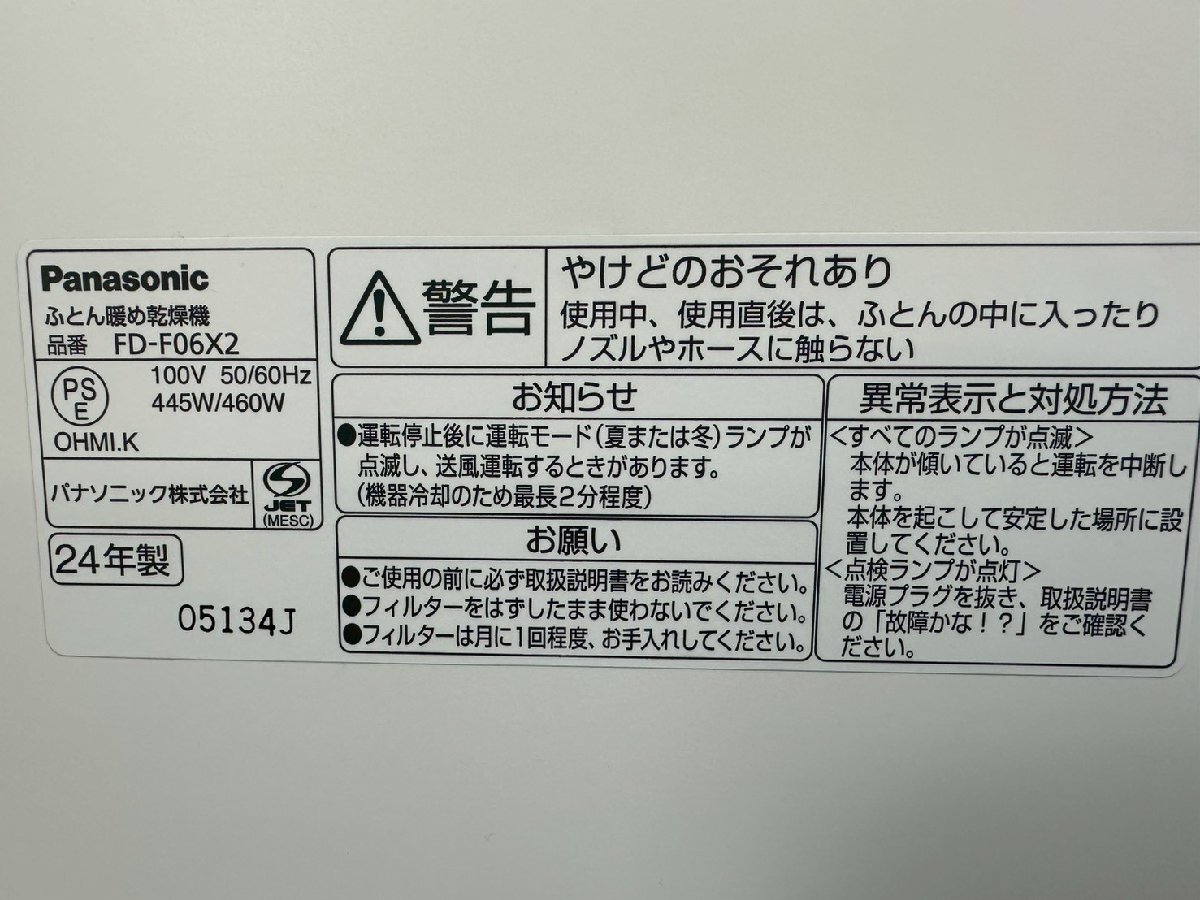 Panasonic
ふとん暖め乾燥機
品番 FD-F06X2
PS
E
100V 50/60Hz
445W/460W
OHMI.K
パナソニック株式会社
JET
(MESC)
24年製
05134J
警告
やけどのおそれあり
使用中、使用直後は、ふとんの中に入ったり
ノズルやホースに触らない
お知らせ
●運転停止後に運転モード(夏または冬)ランプが
点滅し、送風運転するときがあります。
(機器冷却のため最長2分程度)
お願い
●ご使用の前に必ず取扱説明書をお読みください。
●フィルターをはずしたまま使わないでください。
●フィルターは月に1回程度、お手入れしてください。
異常表示と対処方法
<すべてのランプが点滅>
本体が傾いていると運転を中断し
ます。
本体を起こして安定した場所に設
置してください。
<点検ランプが点灯>
電源プラグを抜き、取扱説明書
の「故障かな!?」をご確認く
ださい。